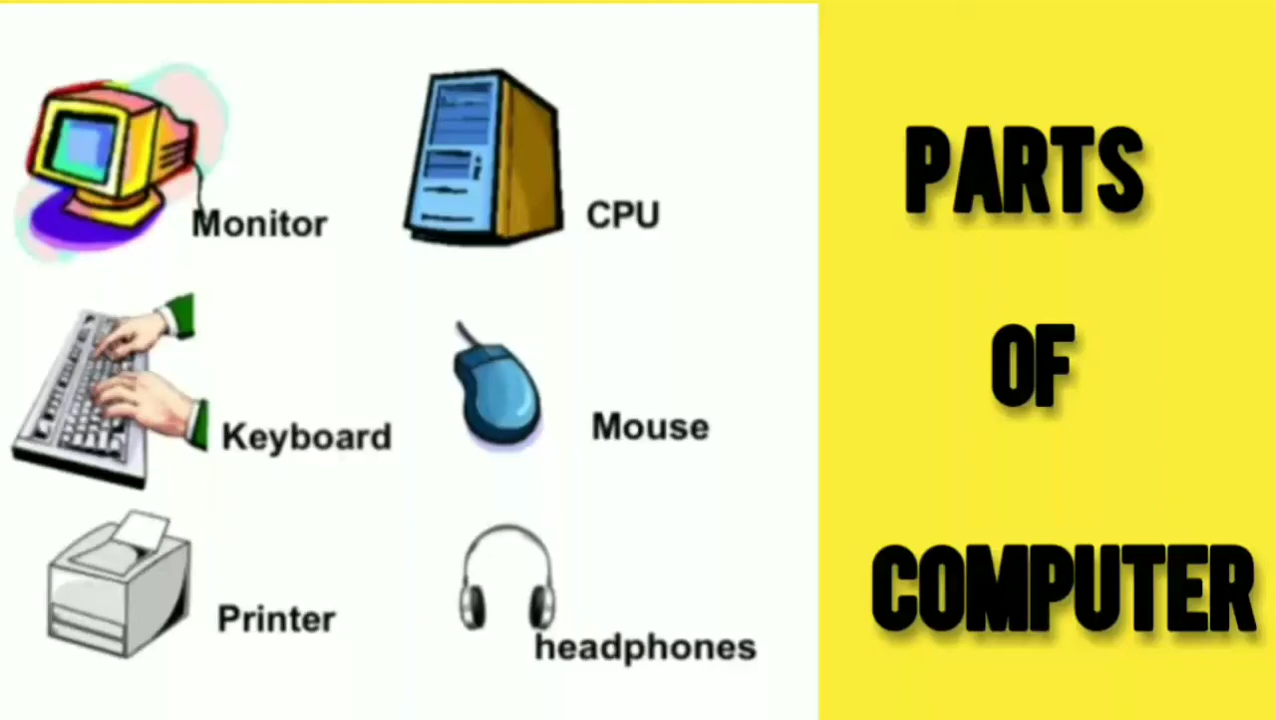 Monitor
CPU
Keyboard
Mouse
Printer
headphones
PARTS
OF
COMPUTER